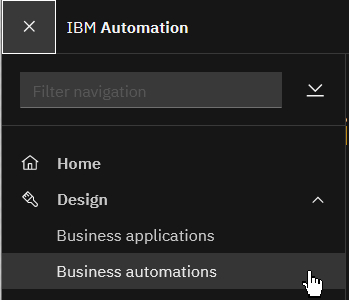 IBM Automation
Filter navigation
Home
Design
Business applications
Business automations